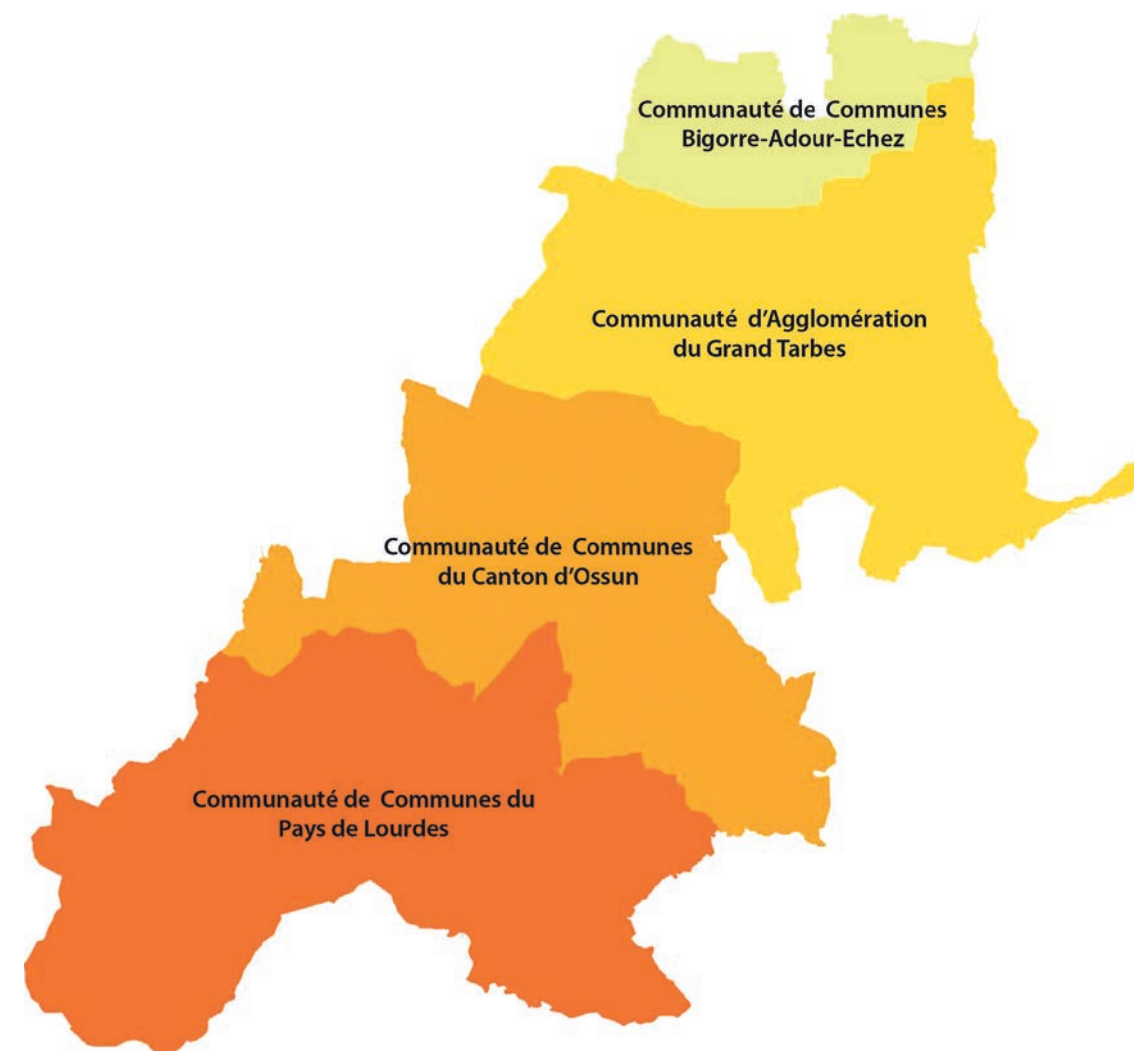 Communauté de Communes
Bigorre-Adour-Echez
Communauté d'Agglomération
du Grand Tarbes
Communauté de Communes
du Canton d'Ossun
Communauté de Communes du
Pays de Lourdes